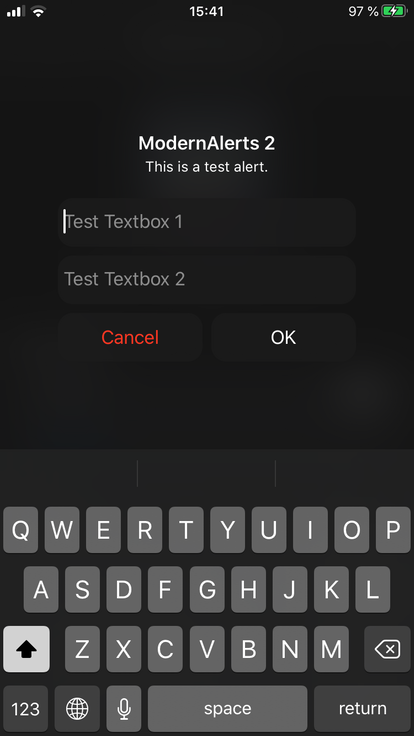 15:41 97 %
ModernAlerts 2
This is a test alert.
Test Textbox 1
Test Textbox 2
Cancel OK
Q W E R T Y U I O P
A S D F G H J K L
Z X C V B N M
123 space return